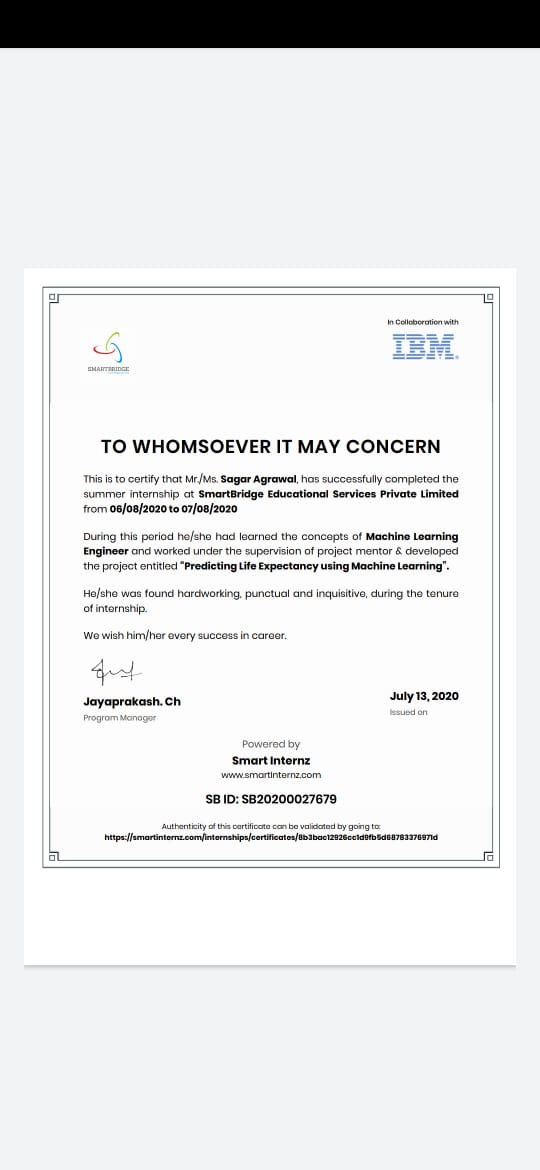 In Collaboration with
IBM
SMARTBRIDGE
TO WHOMSOEVER IT MAY CONCERN
This is to certify that Mr./Ms. Sagar Agrawal, has successfully completed the
summer internship at SmartBridge Educational Services Private Limited
from 06/08/2020 to 07/08/2020
During this period he/she had learned the concepts of Machine Learning
Engineer and worked under the supervision of project mentor & developed
the project entitled "Predicting Life Expectancy using Machine Learning".
He/she was found hardworking, punctual and inquisitive, during the tenure
of internship.
We wish him/her every success in career.
Jayaprakash. Ch
Program Manager
July 13, 2020
Issued on
Powered by
Smart Internz
www.smartinternz.com
SB ID: SB20200027679
Authenticity of this certificate can be validated by going to:
https://smartinternz.com/internships/certificates/8b3bac12926cc1d9fb5d68783376971d